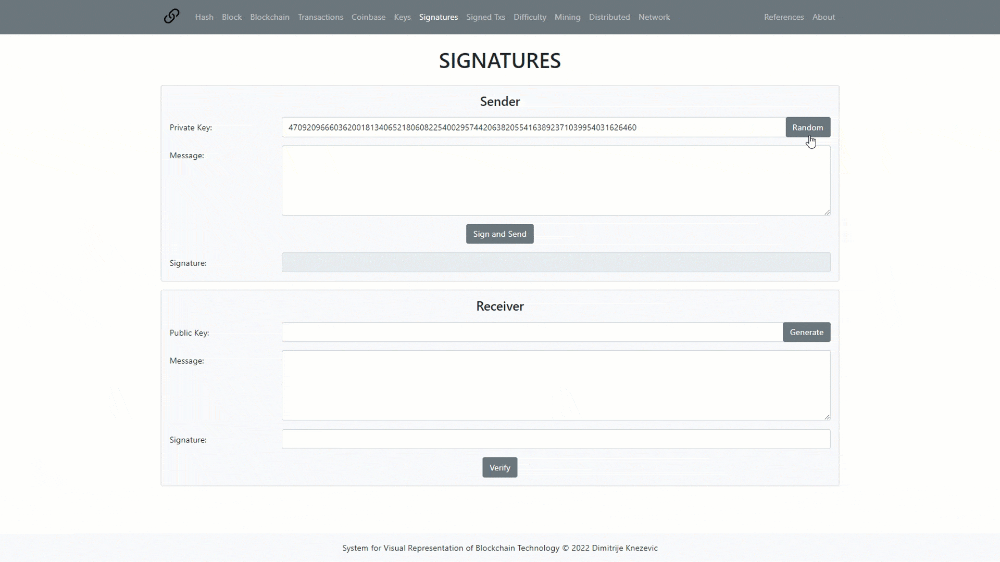 Hash Block Blockchain Transactions Coinbase Keys Signatures Signed Txs Difficulty Mining Distributed Network References About
SIGNATURES
Sender
Private Key: 47092096660362001813406521806082254002957442063820554163892371039954031626460 Random
Message:
Sign and Send
Signature:
Receiver
Public Key: Generate
Message:
Signature:
Verify
System for Visual Representation of Blockchain Technology © 2022 Dimitrije Knezevic